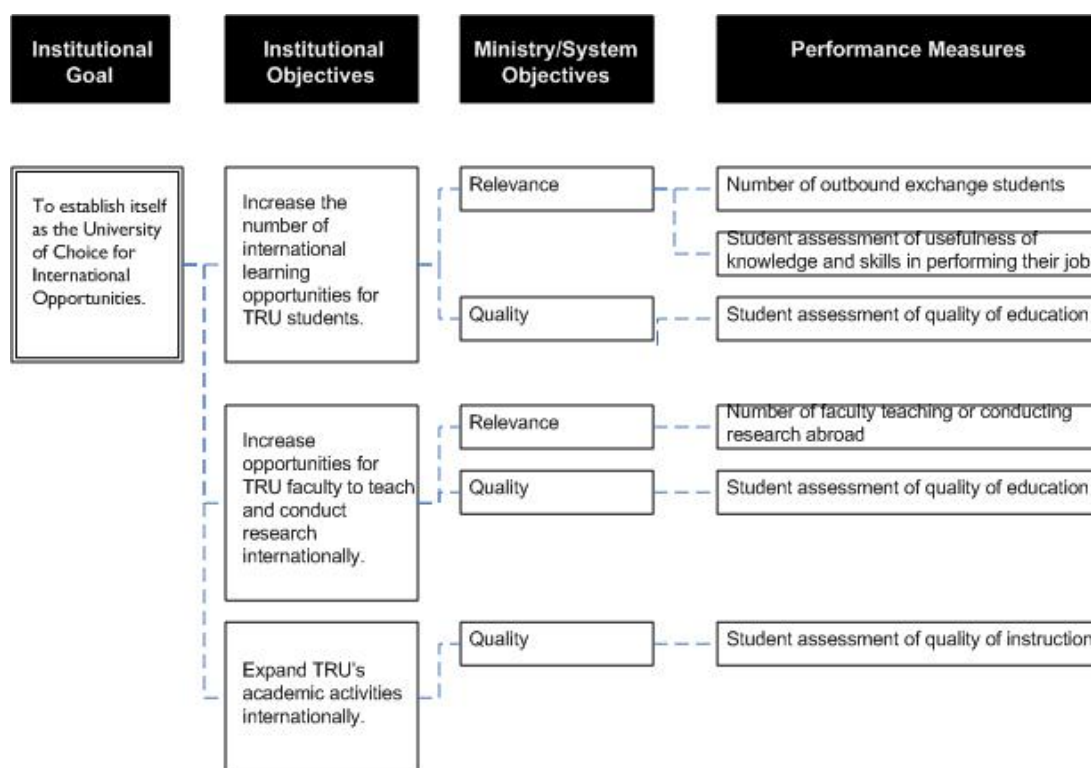 Institutional
Goal
Institutional
Objectives
Ministry/System
Objectives
Performance Measures
To establish itself
as the University
of Choice for
International
Opportunities.
Increase the
number of
international
learning
opportunities for
TRU students.
Relevance
Number of outbound exchange students
Student assessment of usefulness of
knowledge and skills in performing their job
Quality
Student assessment of quality of education
Increase
opportunities for
TRU faculty to teach
and conduct
research
internationally.
Relevance
Number of faculty teaching or conducting
research abroad
Quality
Student assessment of quality of education
Expand TRU's
academic activities
internationally.
Quality
Student assessment of quality of instruction